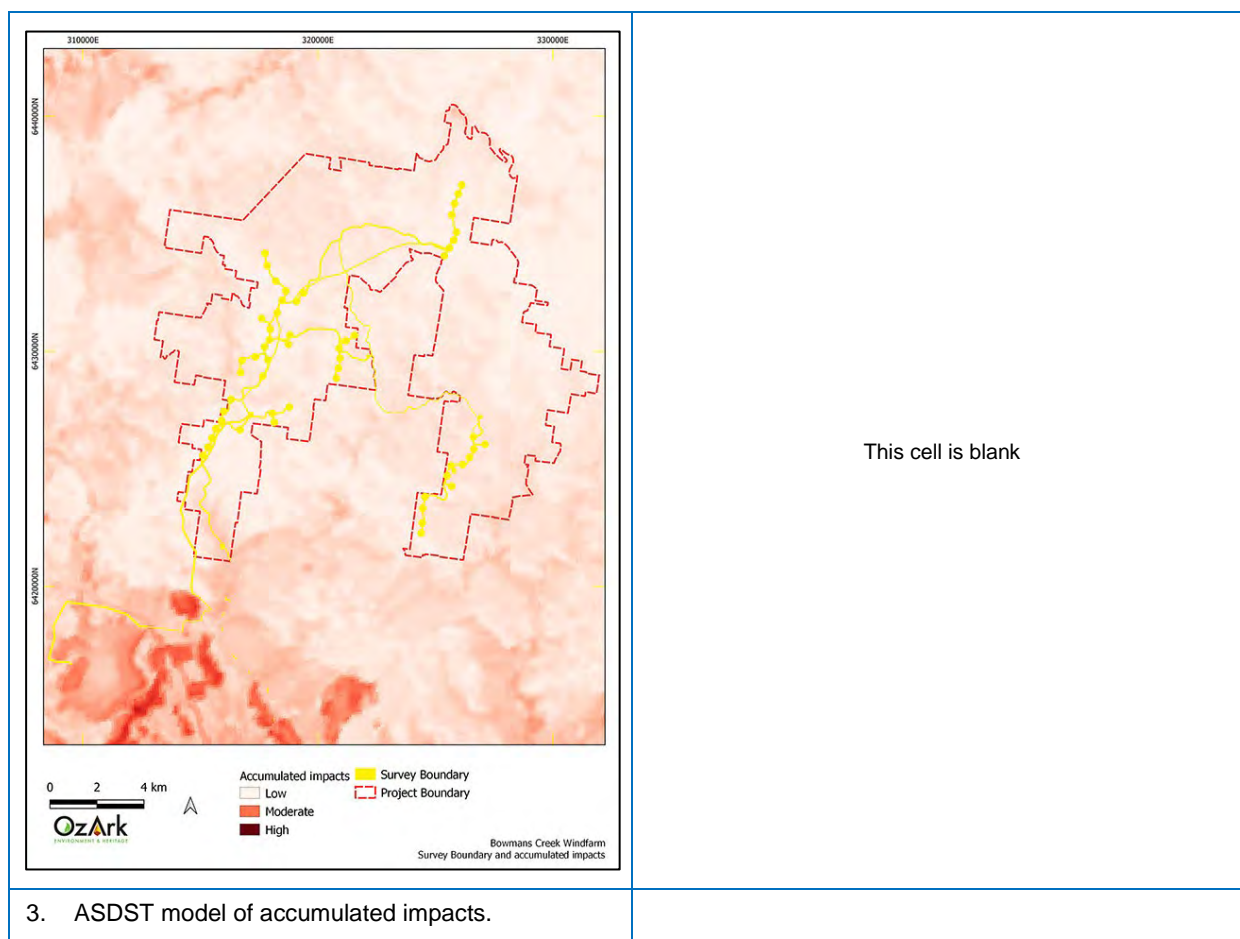 310000E 320000E 330000E
6440000N
6430000N
6420000N
This cell is blank
0 2 4 km
Accumulated impacts
Low
Moderate
High
Survey Boundary
Project Boundary
OzArk
ENVIRONMENT & HERITAGE
Bowmans Creek Windfarm
Survey Boundary and accumulated impacts
3. ASDST model of accumulated impacts.